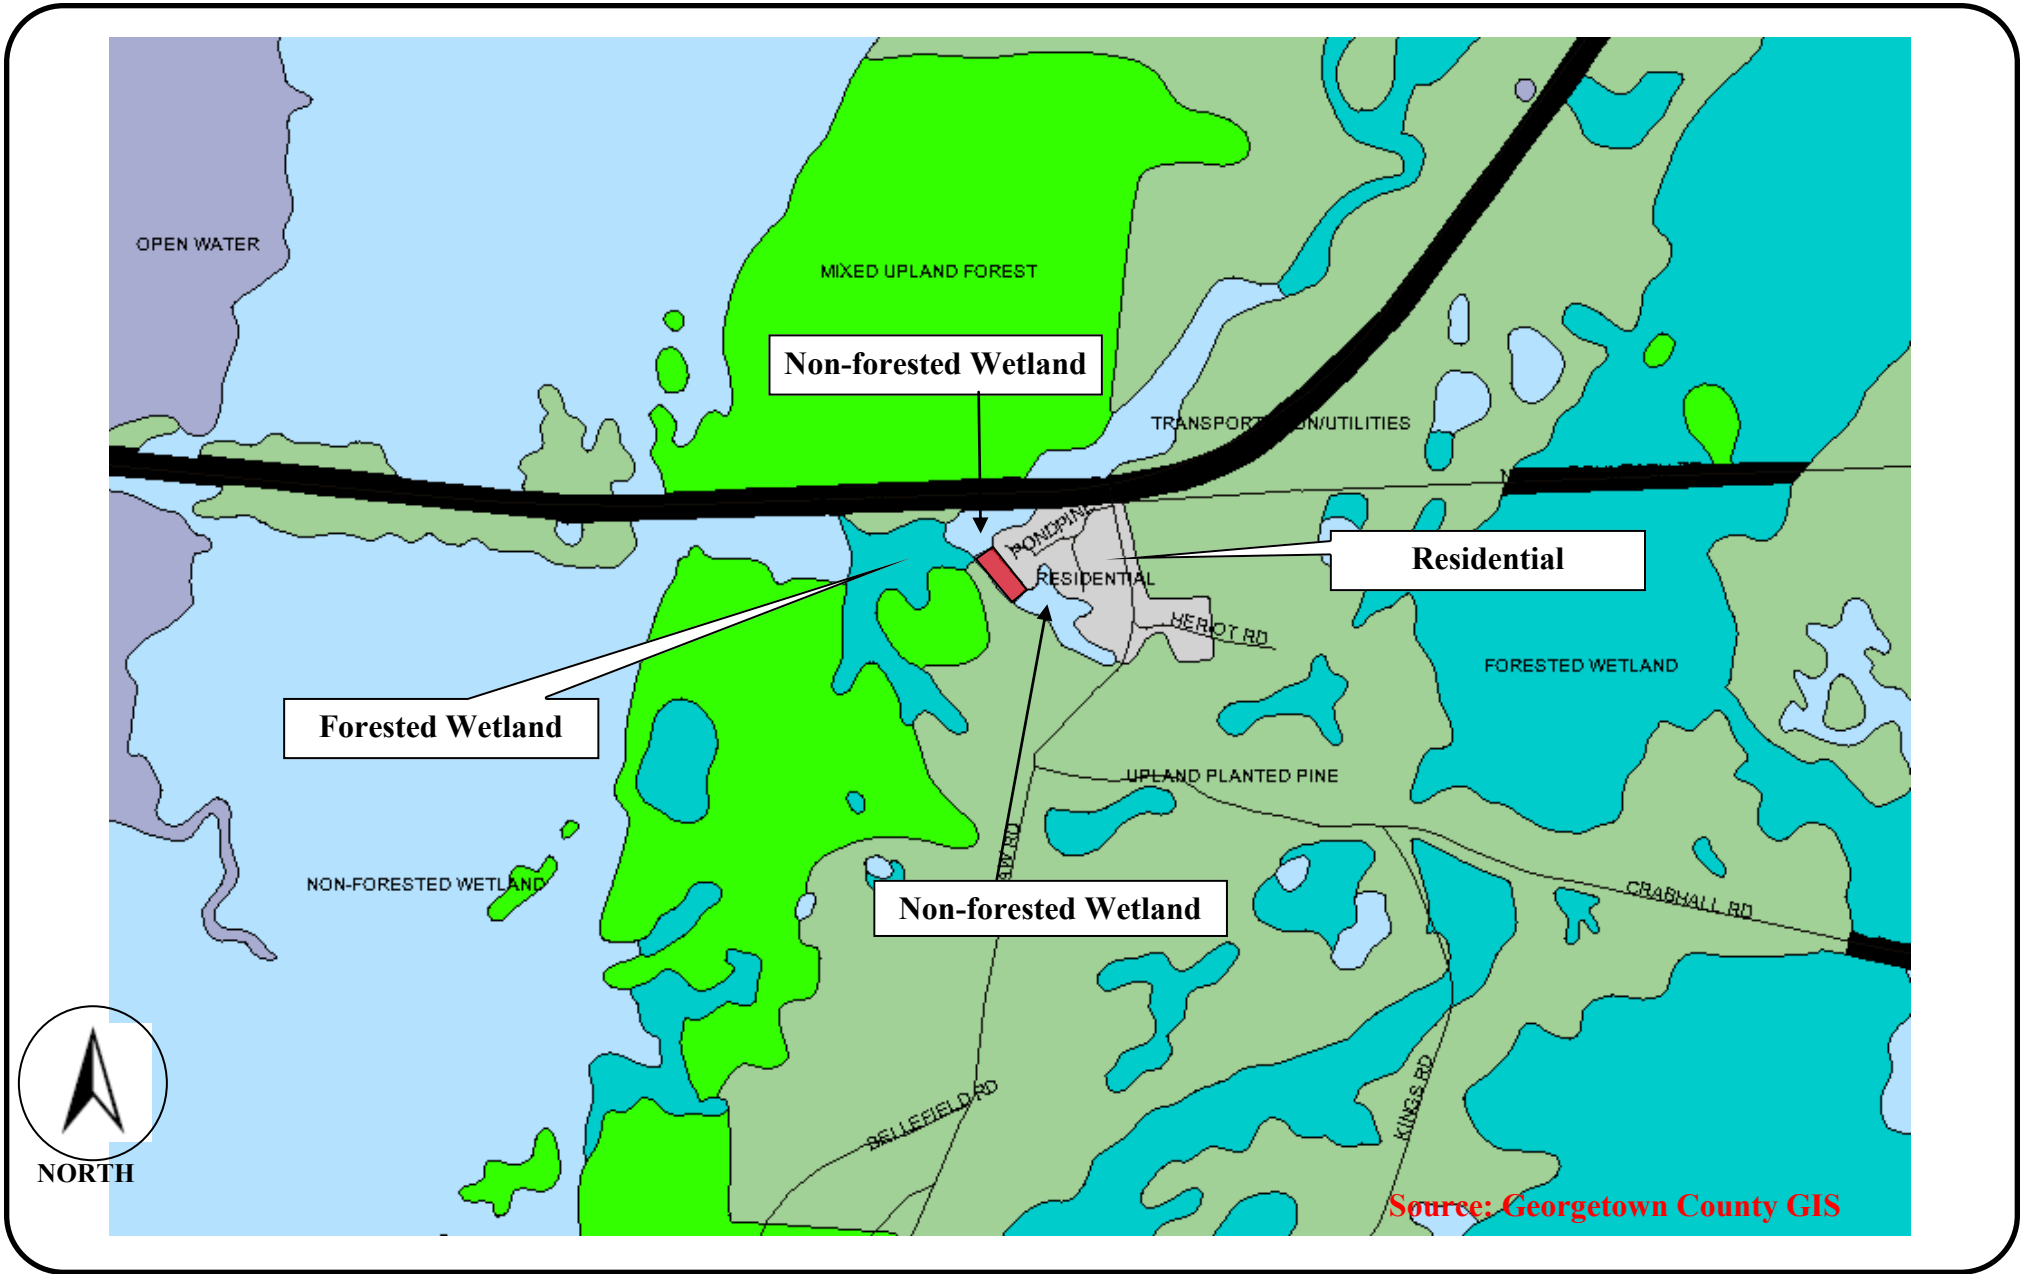 OPEN WATER
MIXED UPLAND FOREST
Non-forested Wetland
TRANSPORT ON/UTILITIES
PONDPINE
Residential
RESIDENTIAL
HERIOT RD
FORESTED WETLAND
Forested Wetland
UPLAND PLANTED PINE
NON-FORESTED WETLAND
Non-forested Wetland
CRABHALL RD
BELLEFIELD RD
KINGS RD
NORTH
Source: Georgetown County GIS